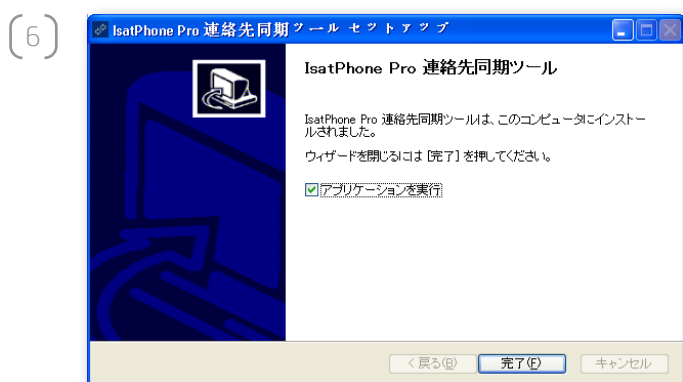 (6)
IsatPhone Pro 連絡先同期ツール セットアップ
IsatPhone Pro 連絡先同期ツール
IsatPhone Pro 連絡先同期ツールは、このコンピュータにインストー
ルされました。
ウィザードを閉じるには [完了] を押してください。
アプリケーションを実行
< 戻る(B) 完了(F) キャンセル